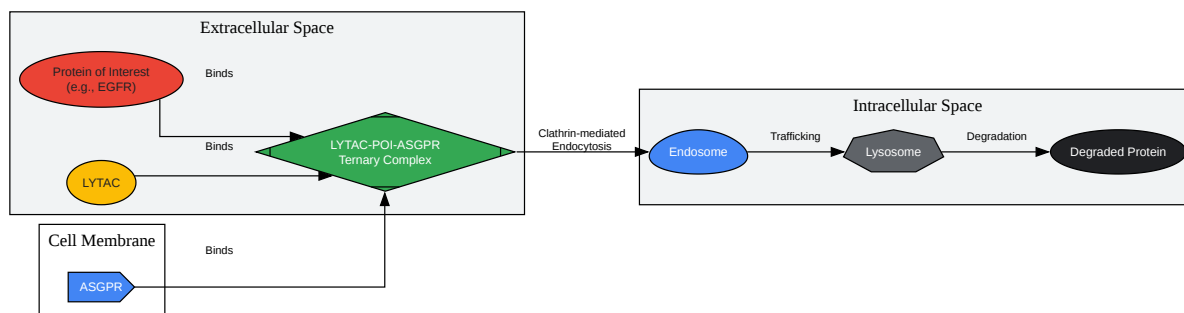 Extracellular Space
Protein of Interest
(e.g., EGFR)
Binds
Binds
LYTAC-POI-ASGPR
Ternary Complex
LYTAC
Cell Membrane
ASGPR
Binds
Clathrin-mediated
Endocytosis
Intracellular Space
Endosome
Trafficking
Lysosome
Degradation
Degraded Protein